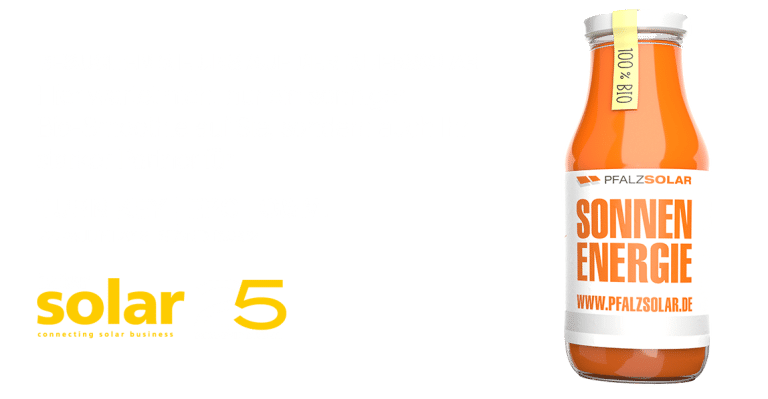 100 % BIO
PFALZSOLAR
SONNEN
ENERGIE
WWW.PFALZSOLAR.DE
solar 5
connecting solar business